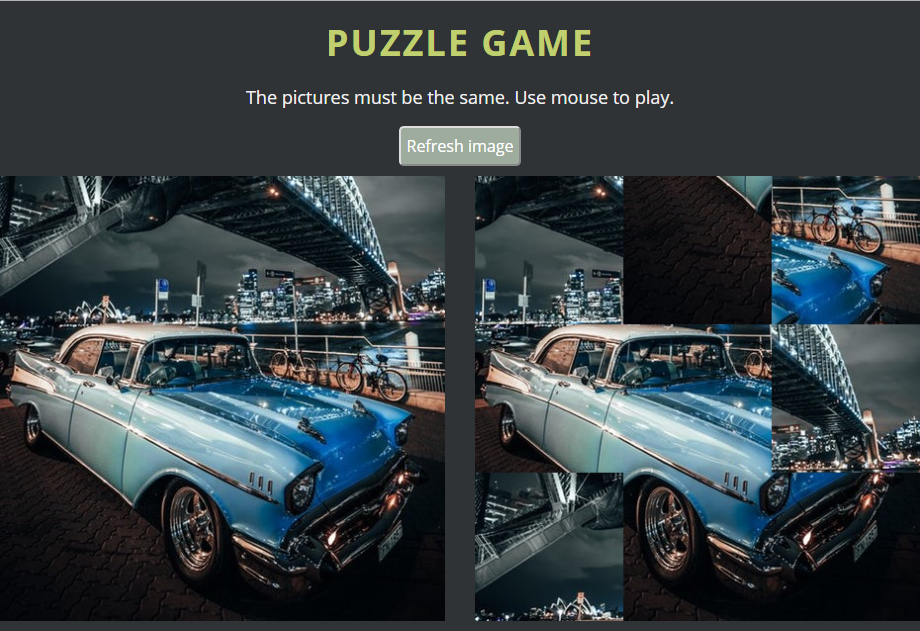 PUZZLE GAME
The pictures must be the same. Use mouse to play.
Refresh image